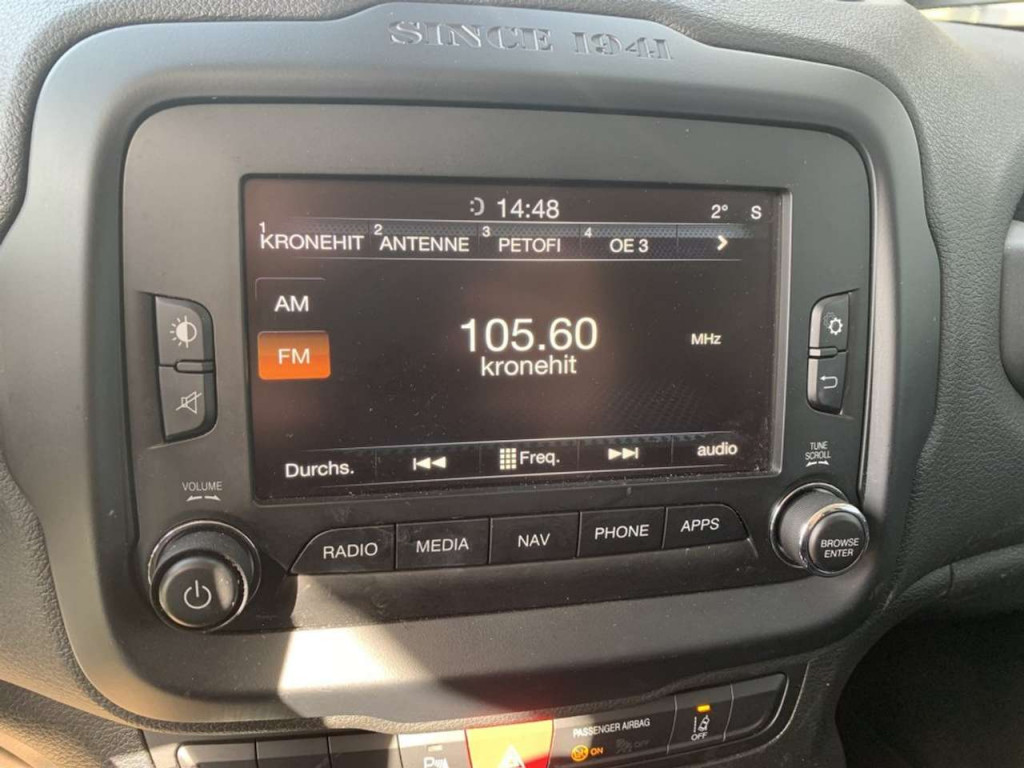 SINCE 1941
14:48 2° S
1 KRONEHIT 2 ANTENNE 3 PETOFI 4 OE 3
AM
FM
105.60 MHz
kronehit
Durchs. Freq. audio
VOLUME
TUNE
SCROLL
RADIO MEDIA NAV PHONE APPS
BROWSE
ENTER
PASSENGER AIRBAG
ON OFF
OFF
P